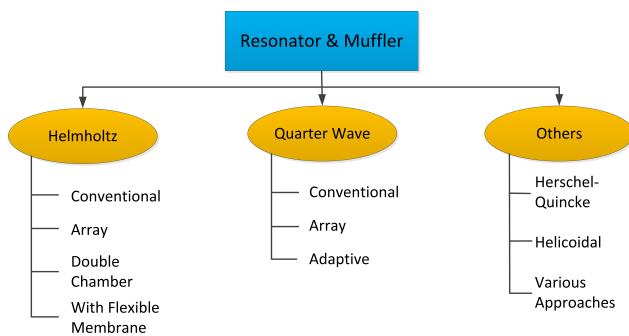 Resonator & Muffler
Helmholtz
Conventional
Array
Double
Chamber
With Flexible
Membrane
Quarter Wave
Conventional
Array
Adaptive
Others
Herschel-
Quincke
Helicoidal
Various
Approaches